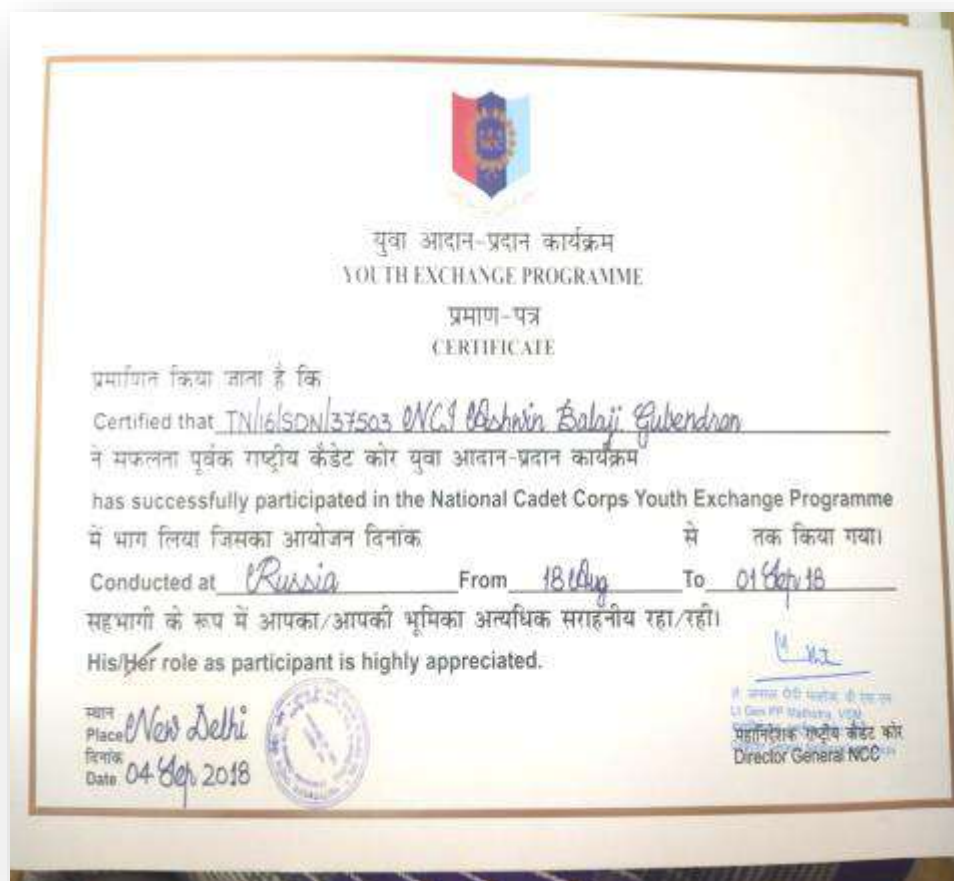 NCC
युवा आदान-प्रदान कार्यक्रम
YOUTH EXCHANGE PROGRAMME
प्रमाण-पत्र
CERTIFICATE
प्रमाणित किया जाता है कि
Certified that TN/16/SDN/37503 Ashwin Balaji Gubendran
ने सफलता पूर्वक राष्ट्रीय कैडेट कोर युवा आदान-प्रदान कार्यक्रम
has successfully participated in the National Cadet Corps Youth Exchange Programme
में भाग लिया जिसका आयोजन दिनांक से तक किया गया।
Conducted at Russia From 18 Aug To 01 Sep 18
सहभागी के रूप में आपका/आपकी भूमिका अत्यधिक सराहनीय रहा/रही।
His/Her role as participant is highly appreciated.
Lt Gen PP Malhotra, VSM
स्थान
Place New Delhi
महानिदेशक राष्ट्रीय कैडेट कोर
दिनांक
Director General NCC
Date 04 Sep 2018